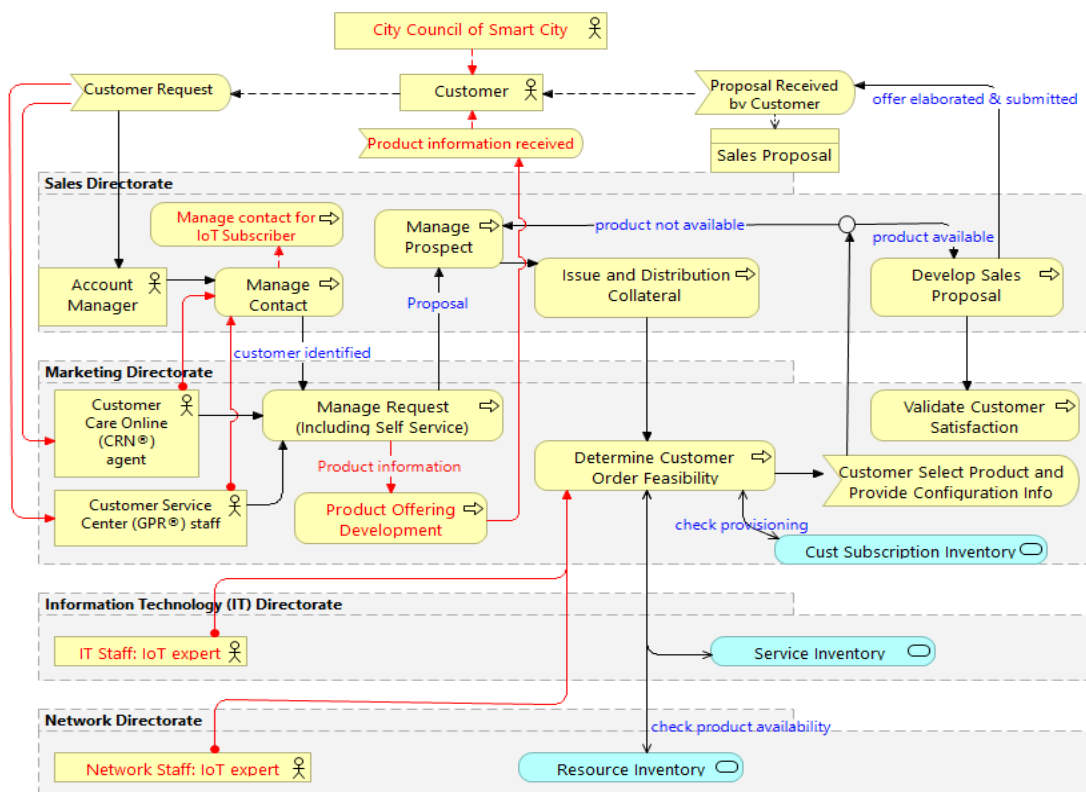 City Council of Smart City
Customer Request
Customer
Proposal Received
by Customer
offer elaborated & submitted
Product information received
Sales Proposal
Sales Directorate
Manage contact for
IoT Subscriber
Manage
Prospect
product not available
product available
Account
Manager
Manage
Contact
Issue and Distribution
Collateral
Develop Sales
Proposal
Proposal
customer identified
Marketing Directorate
Customer
Care Online
(CRN®)
agent
Manage Request
(Including Self Service)
Validate Customer
Satisfaction
Product information
Determine Customer
Order Feasibility
Customer Select Product and
Provide Configuration Info
Customer Service
Center (GPR®) staff
Product Offering
Development
check provisioning
Cust Subscription Inventory
Information Technology (IT) Directorate
IT Staff: IoT expert
Service Inventory
Network Directorate
check product availability
Network Staff: IoT expert
Resource Inventory